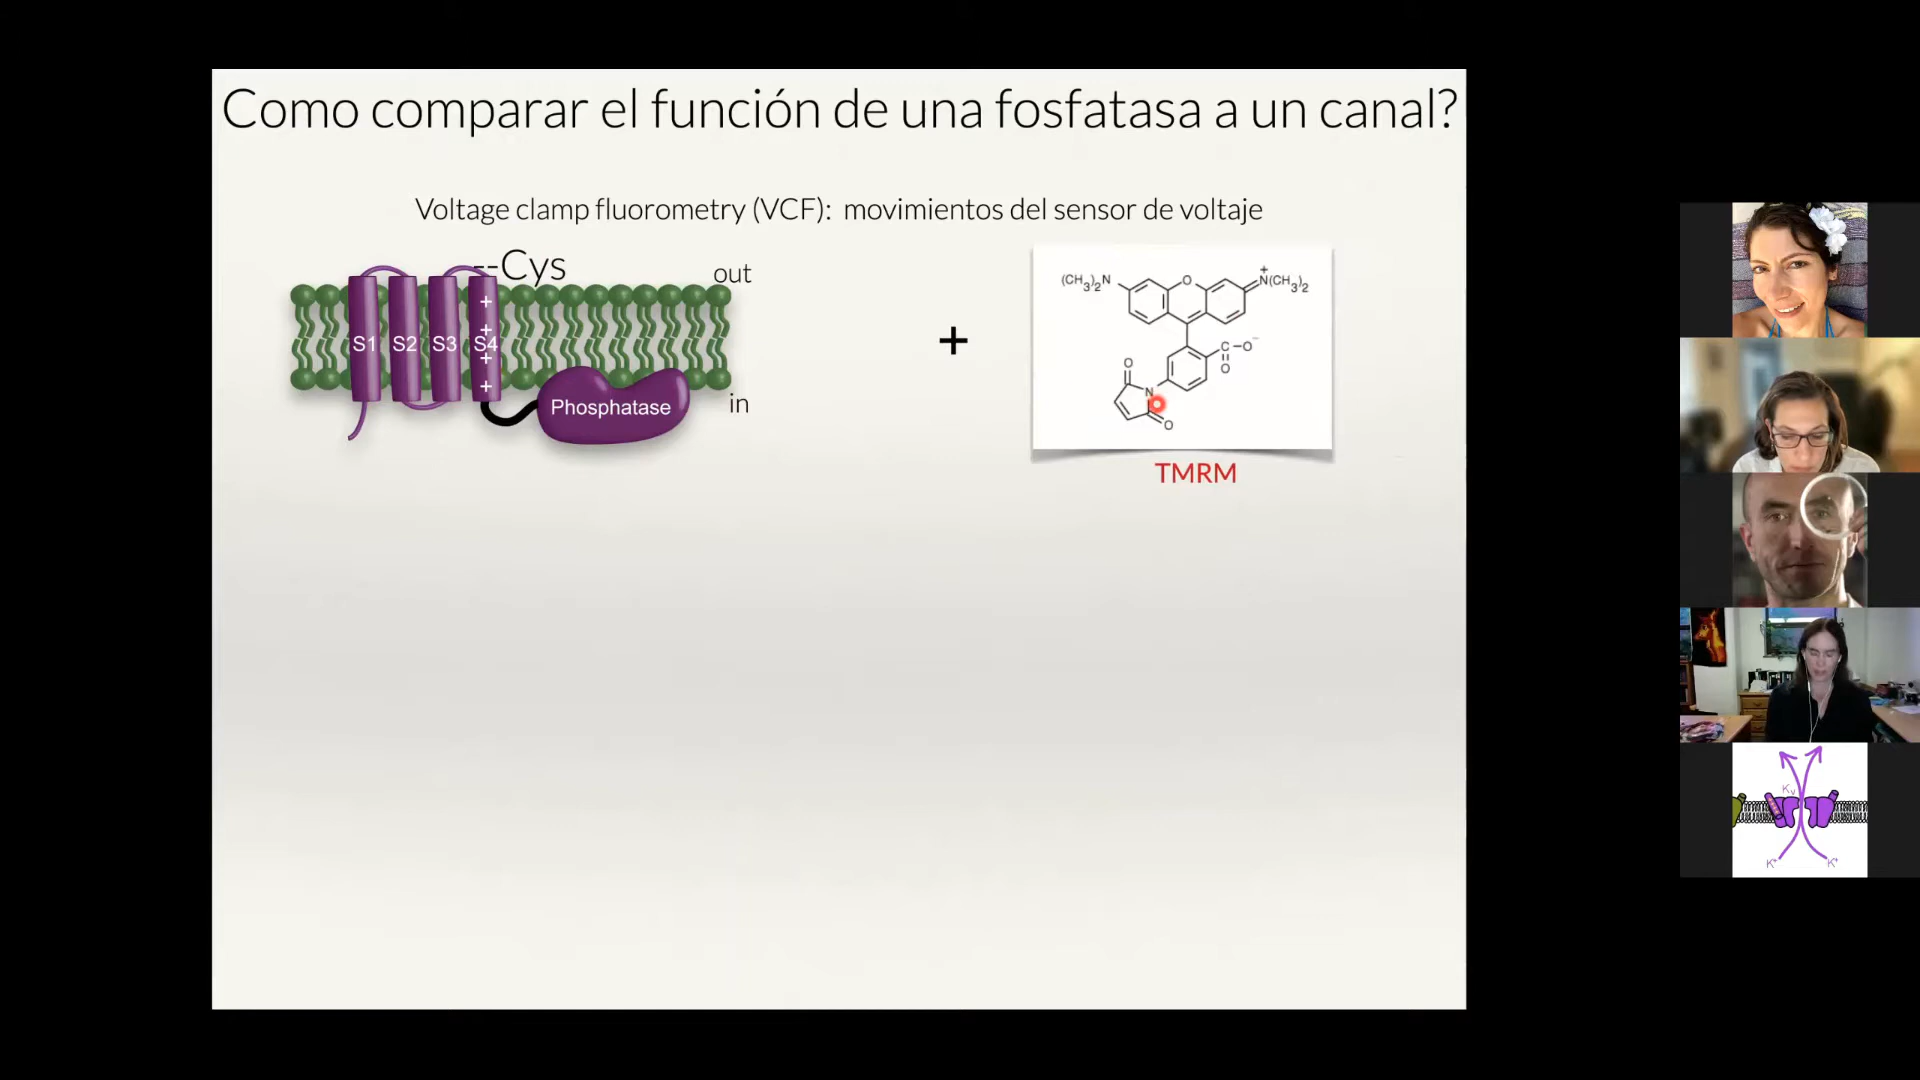 Como comparar el función de una fosfatasa a un canal?
Voltage clamp fluorometry (VCF): movimientos del sensor de voltaje
--Cys
out
S1 S2 S3 S4
+
+
+
+
Phosphatase
in
+
(CH3)2N
O
+
N(CH3)2
C—O−
O
O
N
O
TMRM
Kv
K+
K+